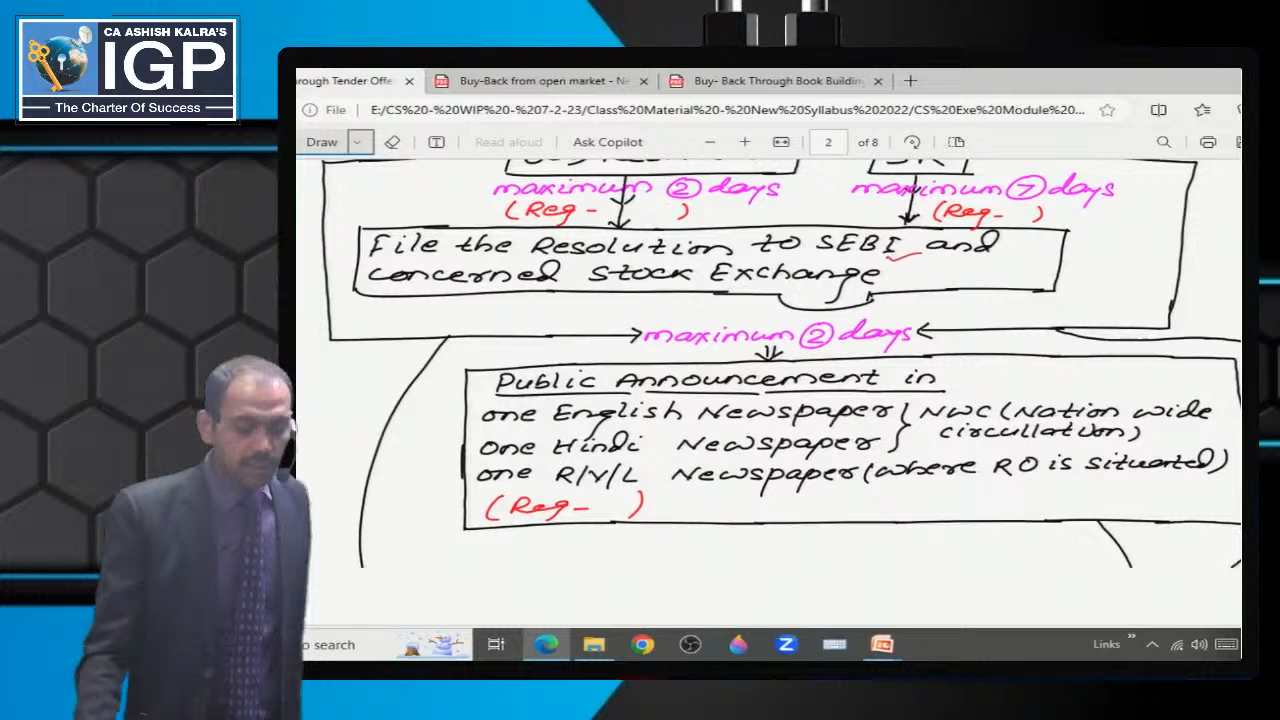 CA ASHISH KALRA'S
IGP
The Charter Of Success
hrough Tender Offe
Buy-Back from open market - Ne
Buy- Back Through Book Building
File E:/CS%20-%20WIP%20-%207-2-23/Class%20Material%20-%20New%20Syllabus%202022/CS%20Exe%20Module%20...
Draw Read aloud Ask Copilot 2 of 8
maximum 2 days maximum 7 days
(Reg- ) (Reg- )
File the Resolution to SEBI and
concerned Stock Exchange
maximum 2 days
Public Announcement in
one English Newspaper } NWC (Nation wide
one Hindi Newspaper } circullation)
one R/V/L Newspaper (where RO is situated)
(Reg- )
o search
Links